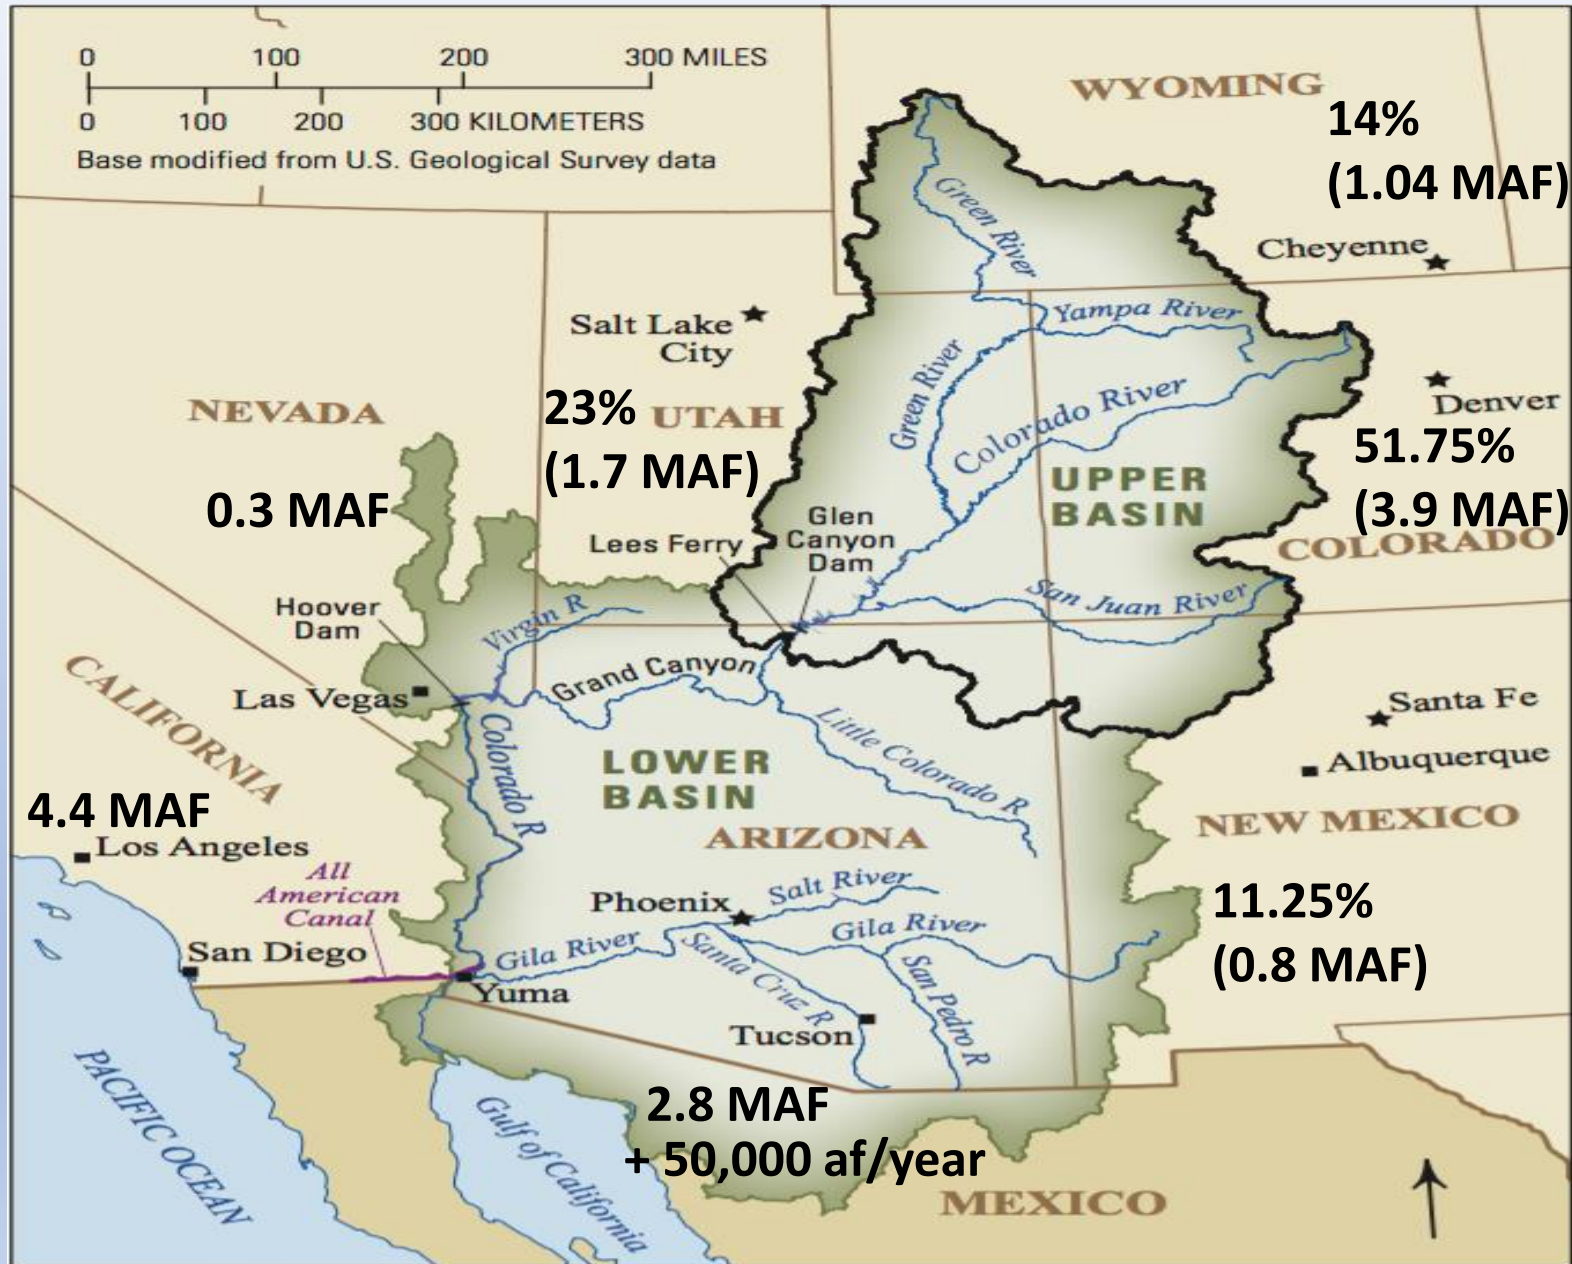 0 100 200 300 MILES
0 100 200 300 KILOMETERS
Base modified from U.S. Geological Survey data
WYOMING
14%
(1.04 MAF)
Cheyenne
Green River
Yampa River
Salt Lake
City
Green River
Colorado River
Denver
NEVADA
23%
UTAH
(1.7 MAF)
51.75%
(3.9 MAF)
COLORADO
0.3 MAF
UPPER
BASIN
Glen
Canyon
Dam
Lees Ferry
San Juan River
Hoover
Dam
Virgin R
Grand Canyon
Las Vegas
CALIFORNIA
Colorado R
Little Colorado R
Santa Fe
Albuquerque
LOWER
BASIN
ARIZONA
NEW MEXICO
4.4 MAF
Los Angeles
All
American
Canal
Phoenix
Salt River
11.25%
(0.8 MAF)
San Diego
Gila River
Gila River
Santa Cruz R
San Pedro R
Yuma
Tucson
PACIFIC OCEAN
Gulf of California
2.8 MAF
+ 50,000 af/year
MEXICO